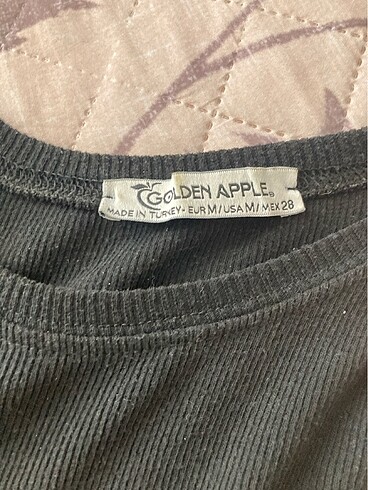 GOLDEN APPLE®
MADE IN TURKEY - EUR M / USA M / MEX 28